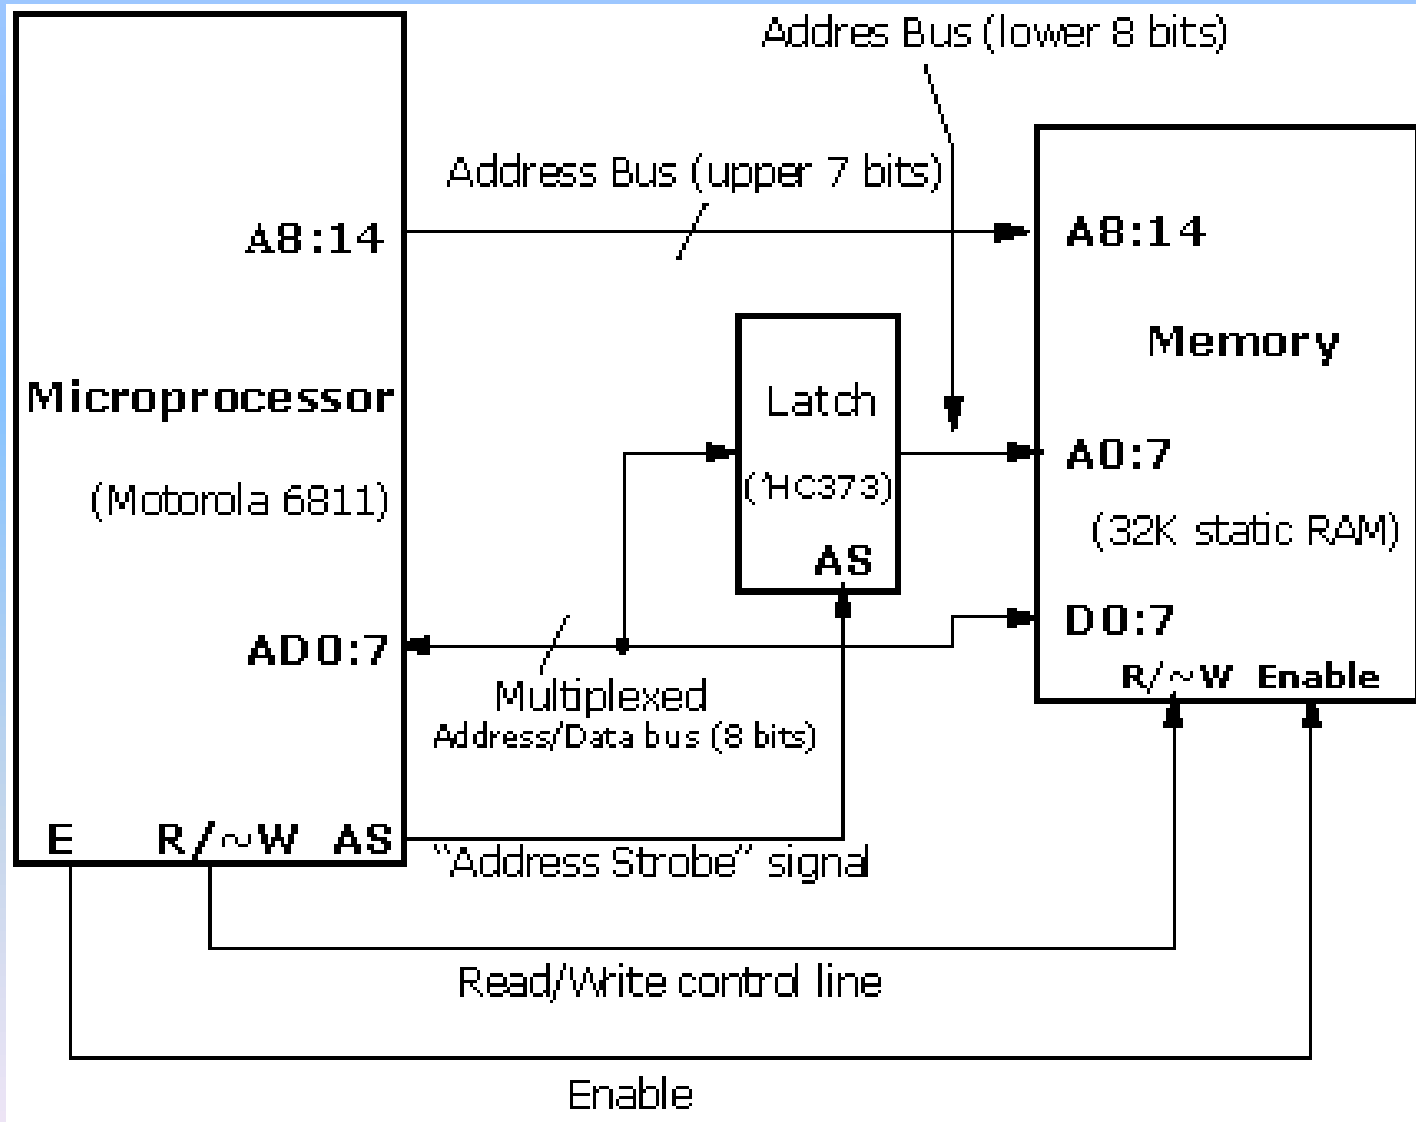 Addres Bus (lower 8 bits)
Address Bus (upper 7 bits)
A8:14
A8:14
Memory
Microprocessor
Latch
(Motorola 6811)
('HC373)
A0:7
(32K static RAM)
AS
D0:7
AD0:7
R/~W Enable
Multiplexed
Address/Data bus (8 bits)
E R/~W AS
"Address Strobe" signal
Read/Write control line
Enable